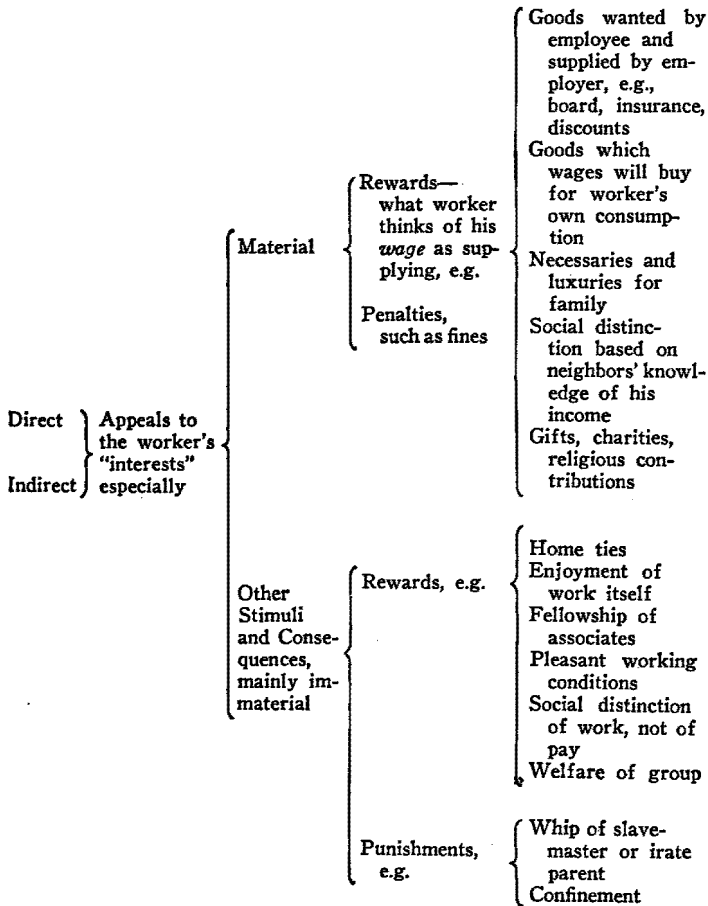 Direct
Indirect
Appeals to
the worker's
"interests"
especially
Material
Rewards—
what worker
thinks of his
wage as sup-
plying, e.g.
Penalties,
such as fines
Goods wanted by
employee and
supplied by em-
ployer, e.g.,
board, insurance,
discounts
Goods which
wages will buy
for worker's
own consump-
tion
Necessaries and
luxuries for
family
Social distinc-
tion based on
neighbors' knowl-
edge of his
income
Gifts, charities,
religious con-
tributions
Other
Stimuli
and Conse-
quences,
mainly im-
material
Rewards, e.g.
Home ties
Enjoyment of
work itself
Fellowship of
associates
Pleasant working
conditions
Social distinction
of work, not of
pay
Welfare of group
Punishments,
e.g.
Whip of slave-
master or irate
parent
Confinement